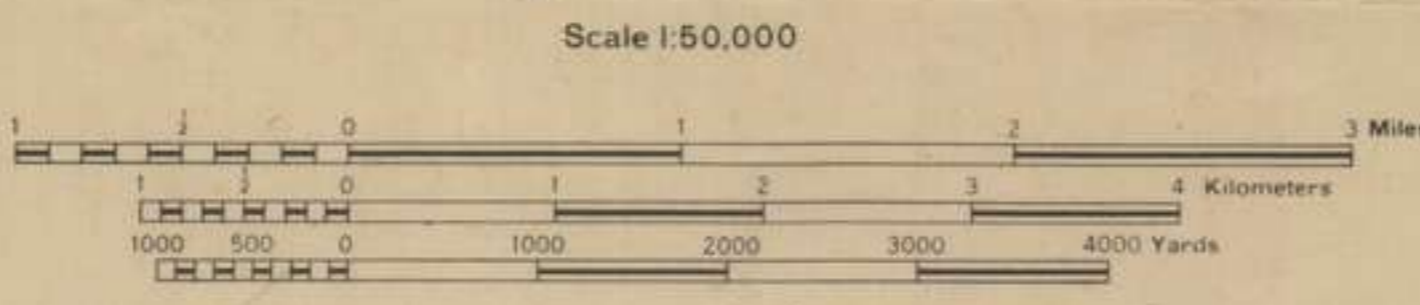 Scale 1:50,000
1 ½ 0 1 2 3 Miles
1 ½ 0 1 2 3 4 Kilometers
1000 500 0 1000 2000 3000 4000 Yards